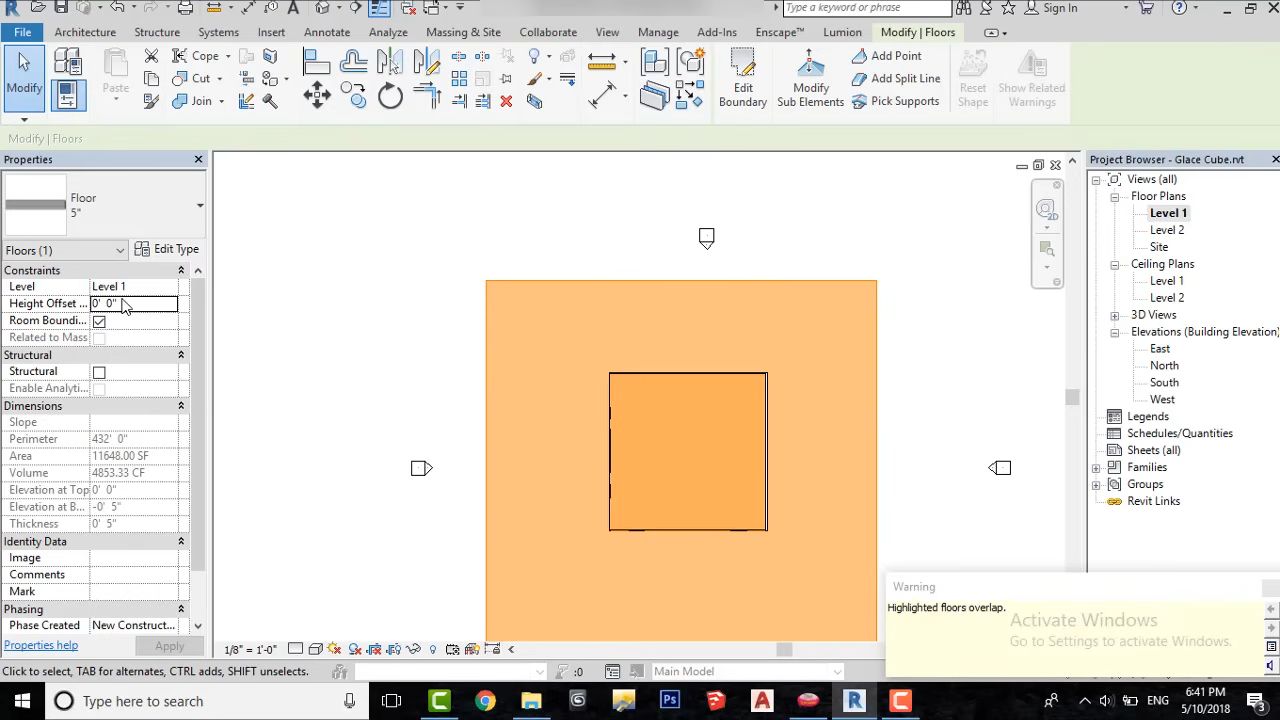 Type a keyword or phrase
Sign In
File
Architecture
Structure
Systems
Insert
Annotate
Analyze
Massing & Site
Collaborate
View
Manage
Add-Ins
Enscape™
Lumion
Modify | Floors
Modify
Paste
Cope
Cut
Join
Edit
Boundary
Modify
Sub Elements
Add Point
Add Split Line
Pick Supports
Reset
Shape
Show Related
Warnings
Modify | Floors
Properties
Floor
5"
Floors (1)
Edit Type
Constraints
Level Level 1
Height Offset ... 0' 0"
Room Boundi...
Related to Mass
Structural
Structural
Enable Analyti...
Dimensions
Slope
Perimeter 432' 0"
Area 11648.00 SF
Volume 4853.33 CF
Elevation at Top 0' 0"
Elevation at B... -0' 5"
Thickness 0' 5"
Identity Data
Image
Comments
Mark
Phasing
Phase Created New Construct...
Properties help
Apply
Project Browser - Glace Cube.rvt
Views (all)
Floor Plans
Level 1
Level 2
Site
Ceiling Plans
Level 1
Level 2
3D Views
Elevations (Building Elevation)
East
North
South
West
Legends
Schedules/Quantities
Sheets (all)
Families
Groups
Revit Links
Warning
Highlighted floors overlap.
Activate Windows
Go to Settings to activate Windows.
1/8" = 1'-0"
Click to select, TAB for alternates, CTRL adds, SHIFT unselects.
:0
Main Model
Type here to search
ENG
6:41 PM
5/10/2018
3